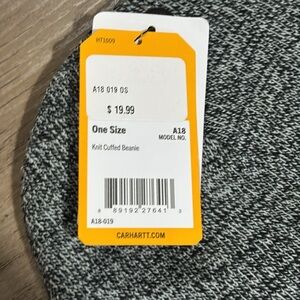 HT1009
A18 019 OS
$ 19.99
One Size
A18
MODEL NO.
Knit Cuffed Beanie
8 89192 27641 3
A18-019
CARHARTT.COM